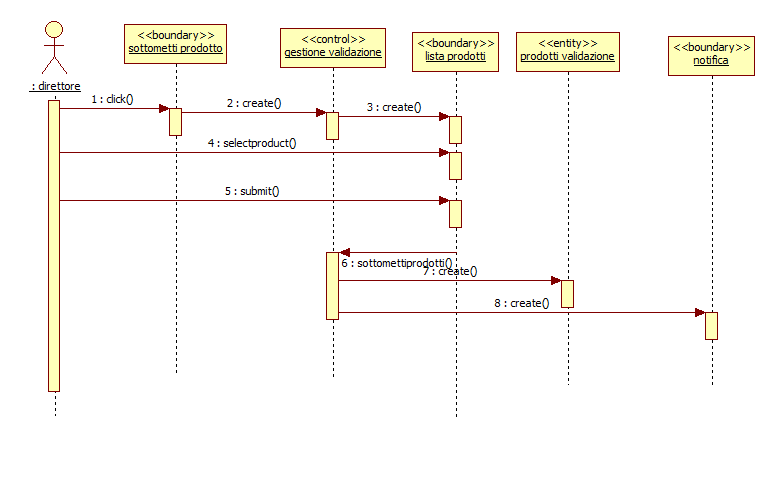 <<boundary>>
sottometti prodotto
<<control>>
gestione validazione
<<boundary>>
lista prodotti
<<entity>>
prodotti validazione
<<boundary>>
notifica
: direttore
1 : click()
2 : create()
3 : create()
4 : selectproduct()
5 : submit()
6 : sottomettiprodotti()
7 : create()
8 : create()